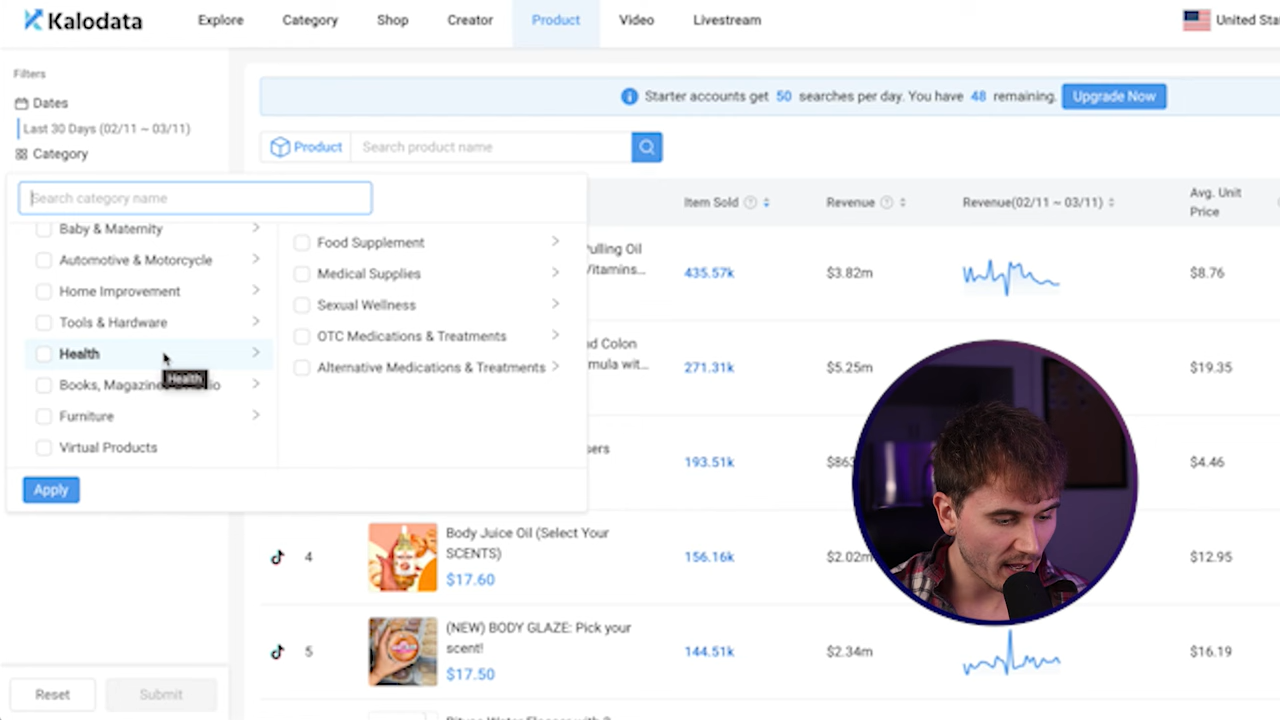 Kalodata
Explore
Category
Shop
Creator
Product
Video
Livestream
United Sta
Filters
Dates
Last 30 Days (02/11 ~ 03/11)
Category
Starter accounts get 50 searches per day. You have 48 remaining.
Upgrade Now
Product
Search product name
Search category name
Baby & Maternity
Automotive & Motorcycle
Home Improvement
Tools & Hardware
Health
Health
Books, Magazine
io
Furniture
Virtual Products
Food Supplement
Medical Supplies
Sexual Wellness
OTC Medications & Treatments
Alternative Medications & Treatments
Apply
Item Sold
Revenue
Revenue(02/11 ~ 03/11)
Avg. Unit
Price
Pulling Oil
Vitamins...
435.57k
$3.82m
$8.76
nd Colon
mula wit...
271.31k
$5.25m
$19.35
sers
193.51k
$863
$4.46
4
Body Juice Oil (Select Your
SCENTS)
$17.60
156.16k
$2.02m
$12.95
5
(NEW) BODY GLAZE: Pick your
scent!
$17.50
144.51k
$2.34m
$16.19
Reset
Submit